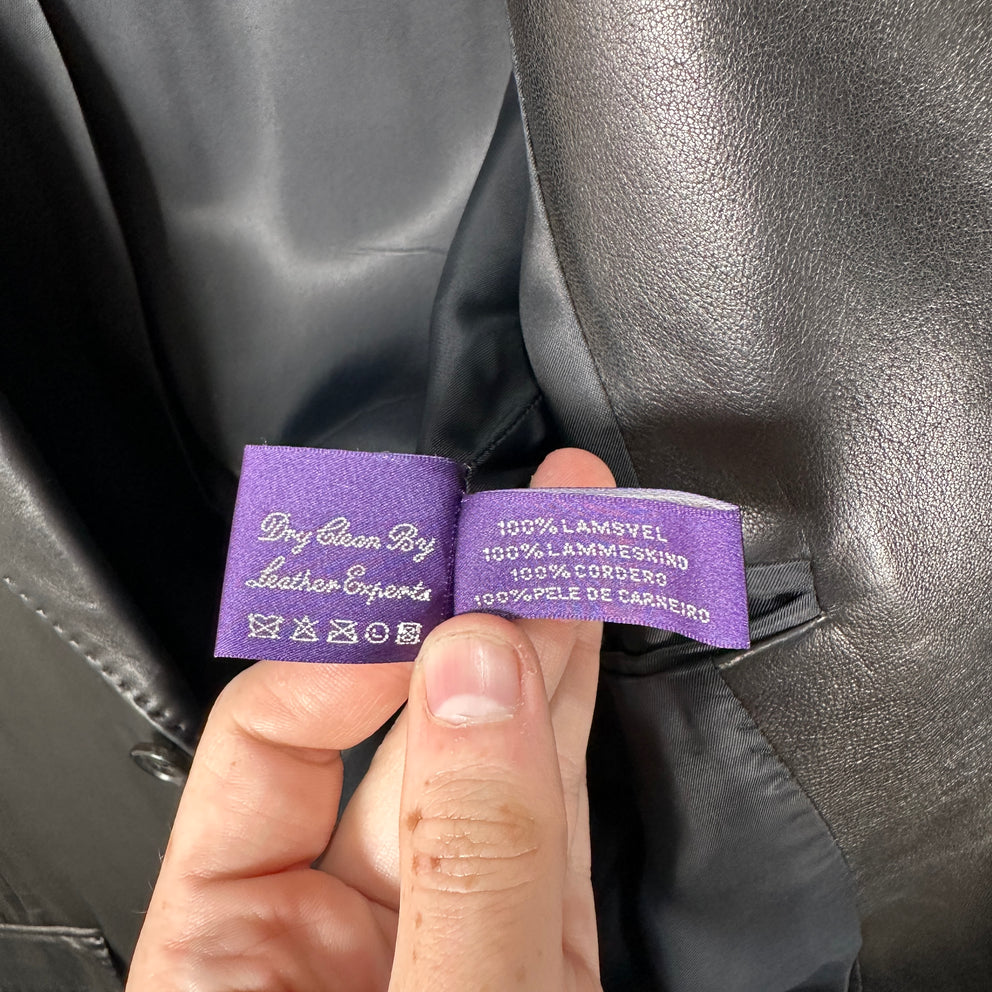 Dry Clean By
Leather Experts
100% LAMSVEL
100% LAMMESKIND
100% CORDERO
100% PELE DE CARNEIRO